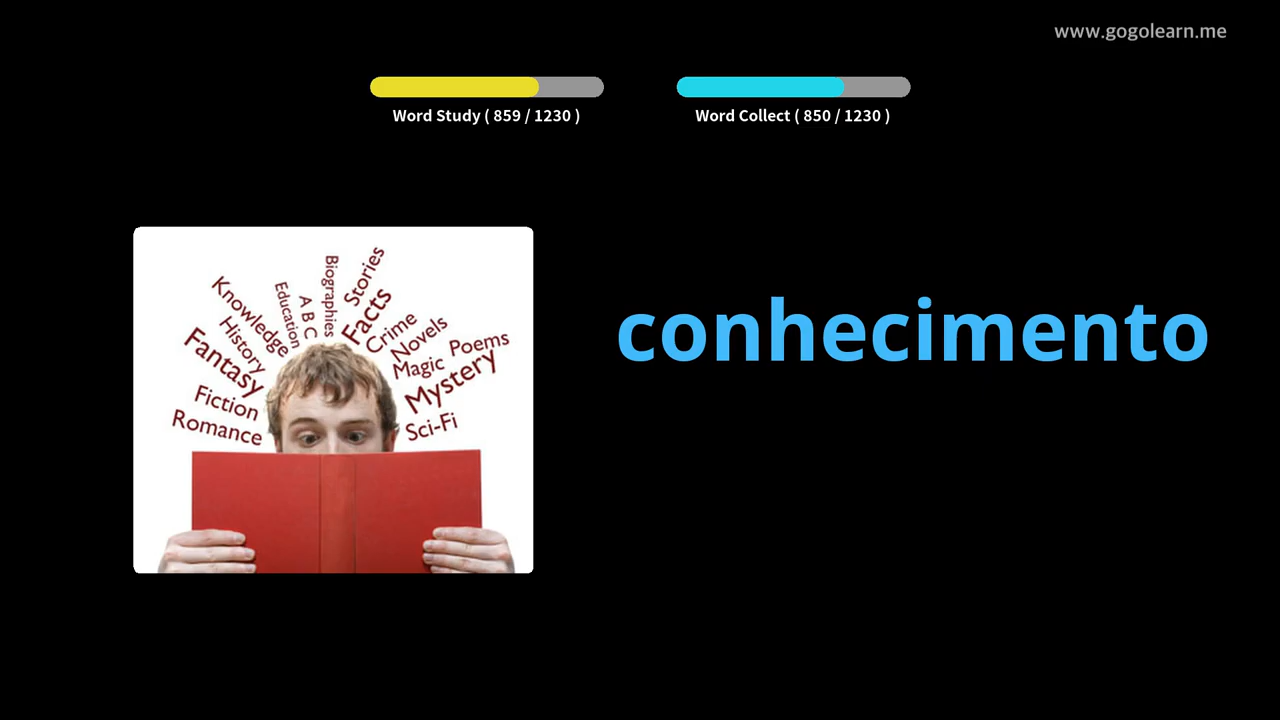 www.gogolearn.me
Word Study ( 859 / 1230 )
Word Collect ( 850 / 1230 )
conhecimento
Biographies
Stories
Education
A B C
Facts
Knowledge
Crime
History
Novels
Fantasy
Magic
Poems
Mystery
Fiction
Romance
Sci-Fi